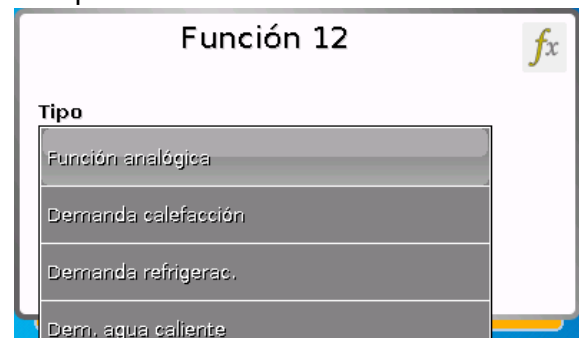 Función 12
fx
Tipo
Función analógica
Demanda calefacción
Demanda refrigerac.
Dem. agua caliente